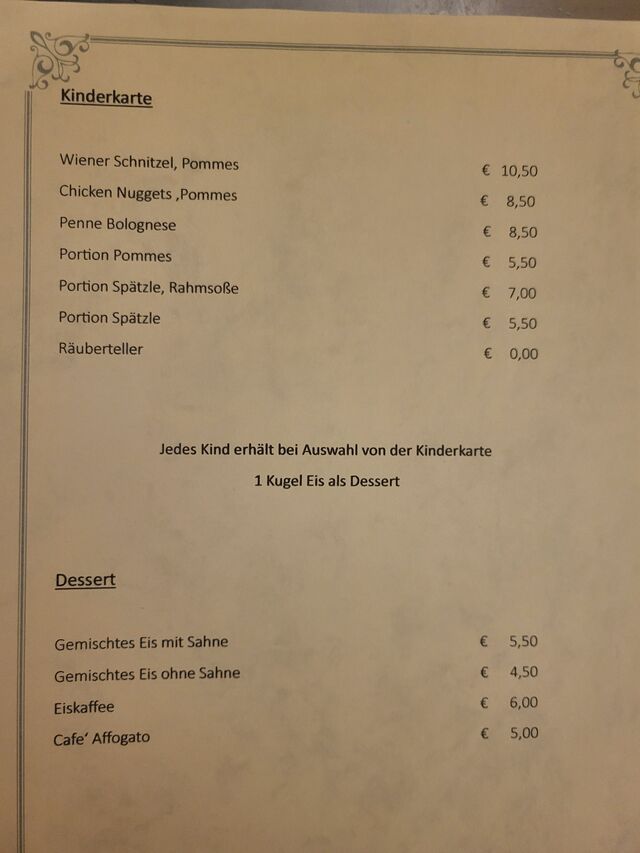 Kinderkarte
Wiener Schnitzel, Pommes € 10,50
Chicken Nuggets ,Pommes € 8,50
Penne Bolognese € 8,50
Portion Pommes € 5,50
Portion Spätzle, Rahmsoße € 7,00
Portion Spätzle € 5,50
Räuberteller € 0,00
Jedes Kind erhält bei Auswahl von der Kinderkarte
1 Kugel Eis als Dessert
Dessert
Gemischtes Eis mit Sahne € 5,50
Gemischtes Eis ohne Sahne € 4,50
Eiskaffee € 6,00
Cafe‘ Affogato € 5,00